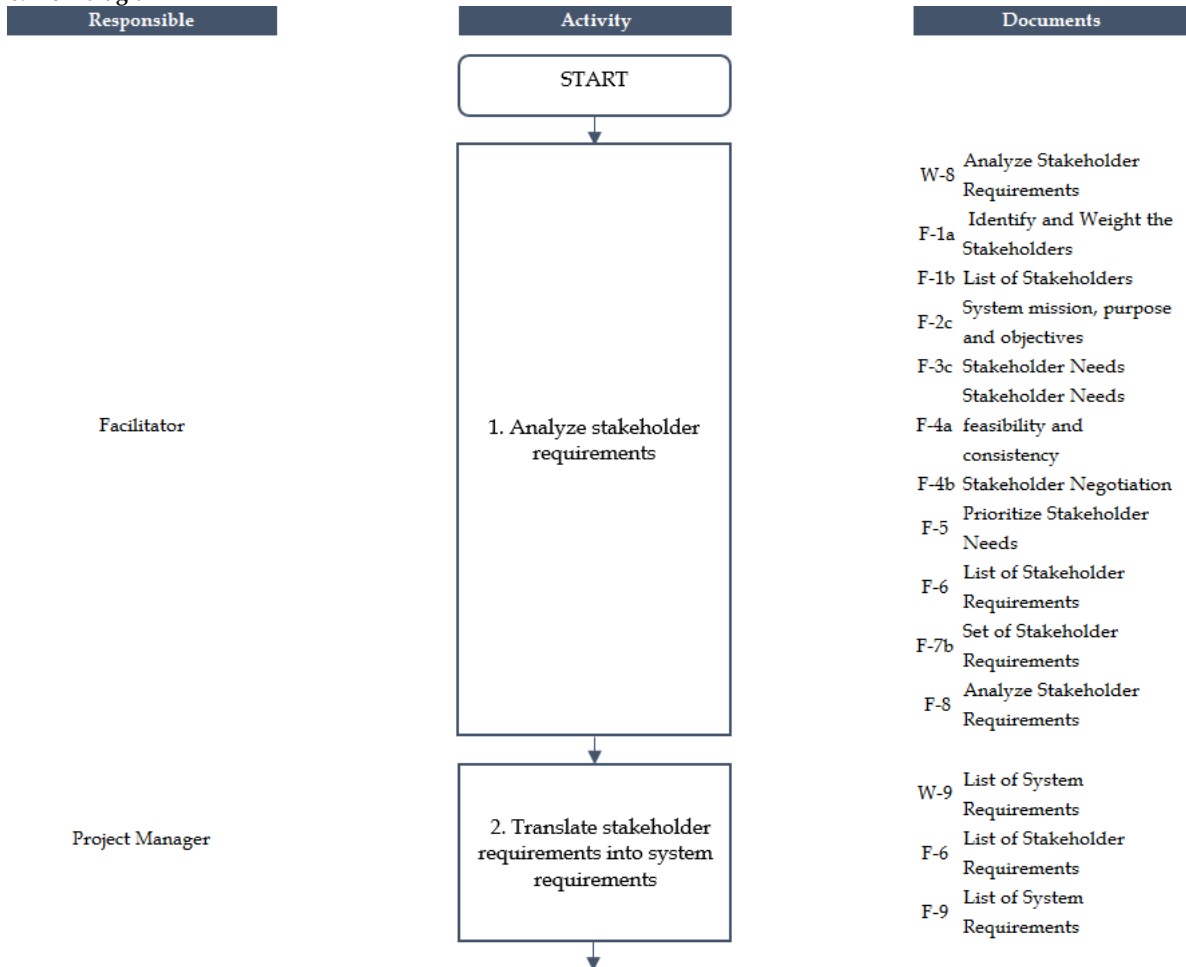 Responsible
Activity
Documents
START
W-8 Analyze Stakeholder
Requirements
F-1a Identify and Weight the
Stakeholders
F-1b List of Stakeholders
F-2c System mission, purpose
and objectives
F-3c Stakeholder Needs
Stakeholder Needs
F-4a feasibility and
consistency
F-4b Stakeholder Negotiation
F-5 Prioritize Stakeholder
Needs
F-6 List of Stakeholder
Requirements
F-7b Set of Stakeholder
Requirements
F-8 Analyze Stakeholder
Requirements
Facilitator
1. Analyze stakeholder
requirements
Project Manager
2. Translate stakeholder
requirements into system
requirements
W-9 List of System
Requirements
F-6 List of Stakeholder
Requirements
F-9 List of System
Requirements